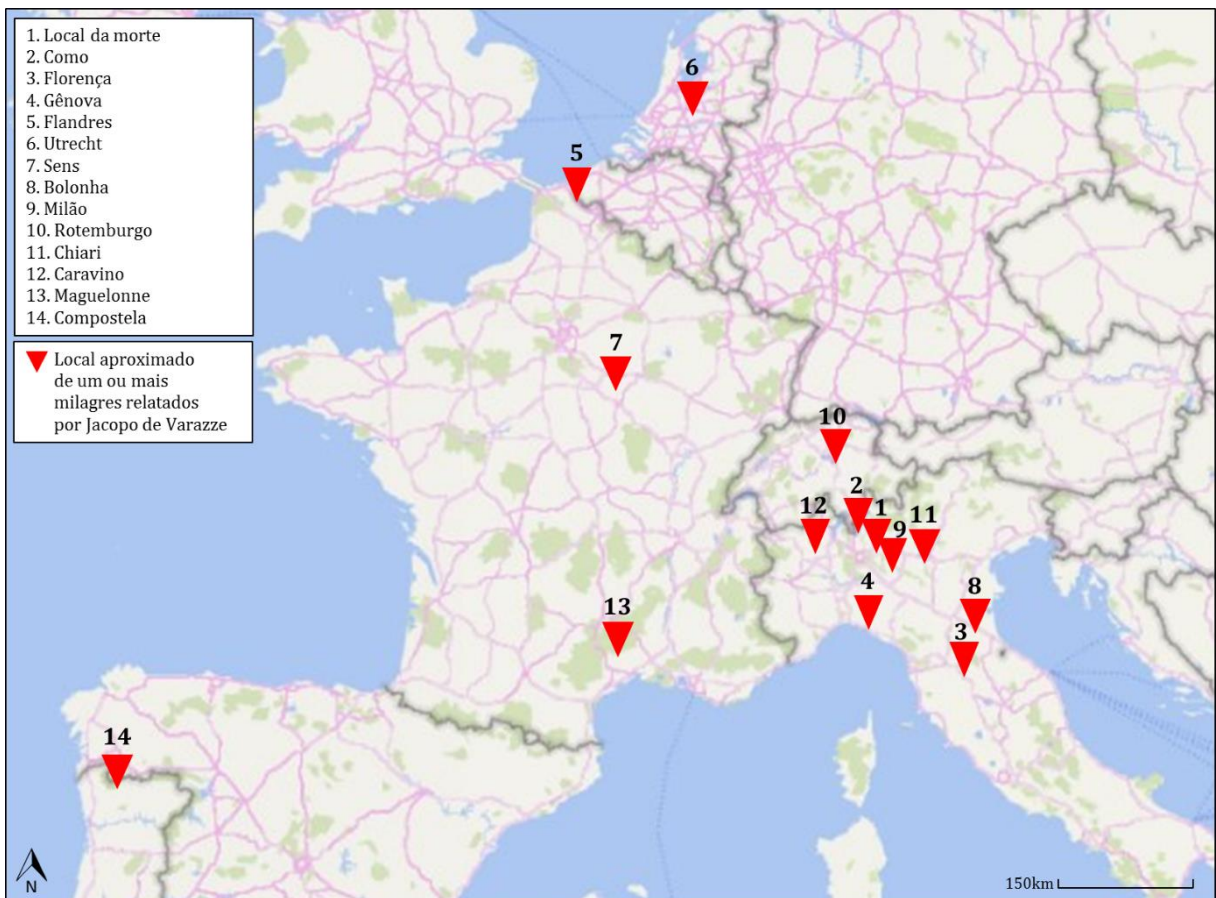 1. Local da morte
2. Como
3. Florença
4. Gênova
5. Flandres
6. Utrecht
7. Sens
8. Bolonha
9. Milão
10. Rotemburgo
11. Chiari
12. Caravino
13. Maguelonne
14. Compostela
Local aproximado
de um ou mais
milagres relatados
por Jacopo de Varazze
6
5
7
10
2
12
1
11
9
4
8
13
3
14
N
150km